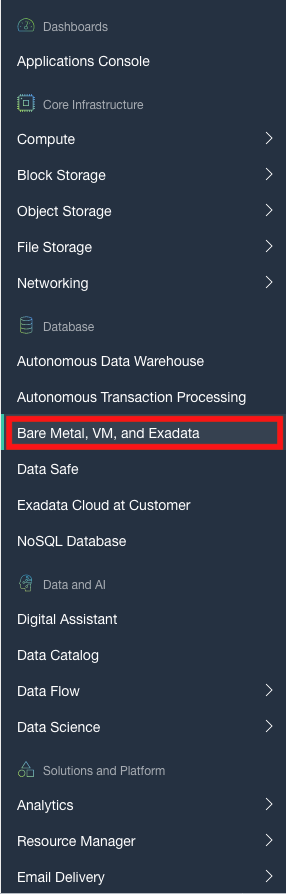 Dashboards
Applications Console
Core Infrastructure
Compute
Block Storage
Object Storage
File Storage
Networking
Database
Autonomous Data Warehouse
Autonomous Transaction Processing
Bare Metal, VM, and Exadata
Data Safe
Exadata Cloud at Customer
NoSQL Database
Data and AI
Digital Assistant
Data Catalog
Data Flow
Data Science
Solutions and Platform
Analytics
Resource Manager
Email Delivery